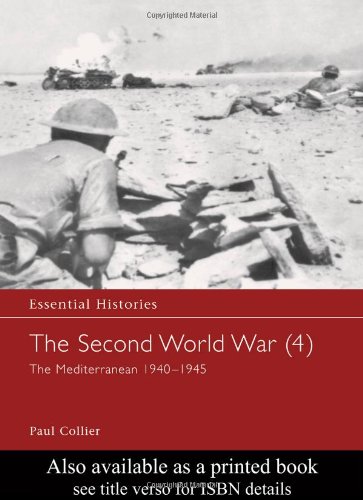 Copyrighted Material
Essential Histories
The Second World War (4)
The Mediterranean 1940–1945
Paul Collier
Also available as a printed book
see title verso for ISBN details